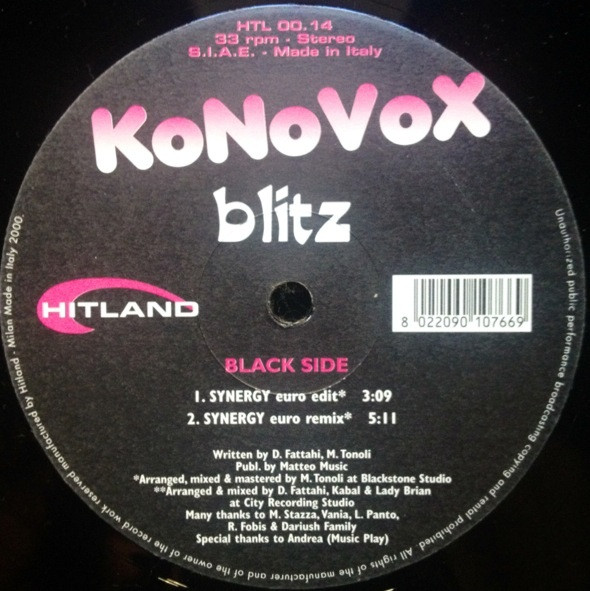 HTL 00.14
33 rpm - Stereo
S.I.A.E. - Made in Italy
KoNoVoX
blitz
HITLAND
8 022090 107669
BLACK SIDE
1. SYNERGY euro edit* 3:09
2. SYNERGY euro remix* 5:11
Written by D. Fattahi, M. Tonoli
Publ. by Matteo Music
*Arranged, mixed & mastered by M. Tonoli at Blackstone Studio
**Arranged & mixed by D. Fattahi, Kabal & Lady Brian
at City Recording Studio
Many thanks to M. Stazza, Vania, L. Panto,
R. Fobis & Dariush Family
Special thanks to Andrea (Music Play)
Unauthorized public performance broadcasting copying and rental prohibited. All rights of the manufacturer and of the owner of the record work reserved manufactured by Hitland - Milan Made in Italy 2000.